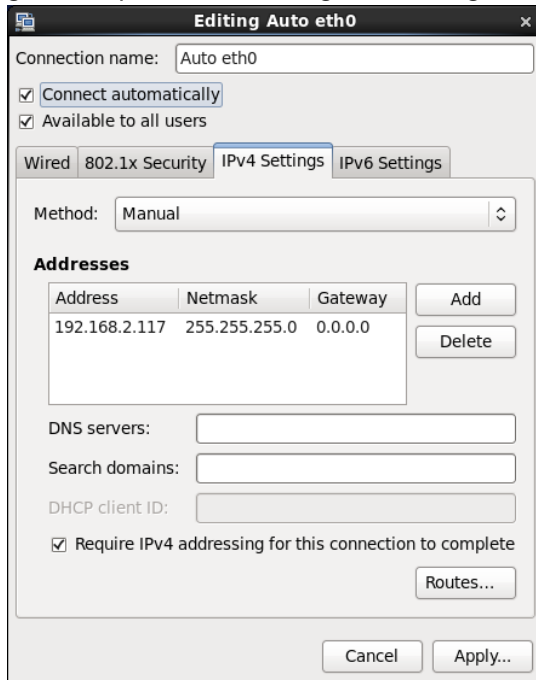 Editing Auto eth0
Connection name: Auto eth0
Connect automatically
Available to all users
Wired 802.1x Security IPv4 Settings IPv6 Settings
Method: Manual
Addresses
Address Netmask Gateway Add
192.168.2.117 255.255.255.0 0.0.0.0
Delete
DNS servers:
Search domains:
DHCP client ID:
Require IPv4 addressing for this connection to complete
Routes...
Cancel Apply...